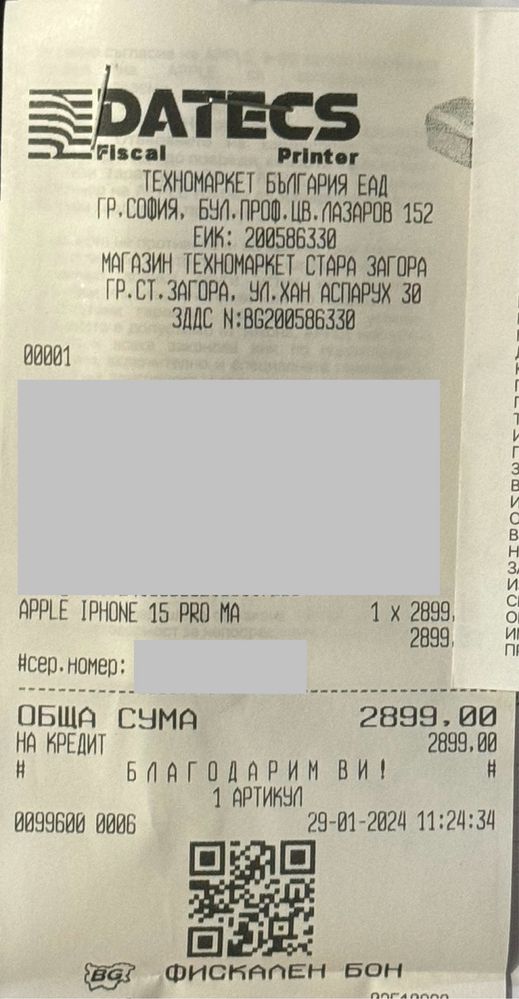 DATECS
Fiscal Printer
ТЕХНОМАРКЕТ БЪЛГАРИЯ ЕАД
ГР.СОФИЯ, БУЛ.ПРОФ.ЦВ.ЛАЗАРОВ 152
ЕИК: 200586330
МАГАЗИН ТЕХНОМАРКЕТ СТАРА ЗАГОРА
ГР.СТ.ЗАГОРА, УЛ.ХАН АСПАРУХ 30
ЗДДС N:BG200586330
00001
APPLE IPHONE 15 PRO MA 1 x 2899.
2899.
#сер.номер:
ОБЩА СУМА 2899.00
НА КРЕДИТ 2899.00
# БЛАГОДАРИМ ВИ! #
1 АРТИКУЛ
0099600 0006 29-01-2024 11:24:34
BG ФИСКАЛЕН БОН